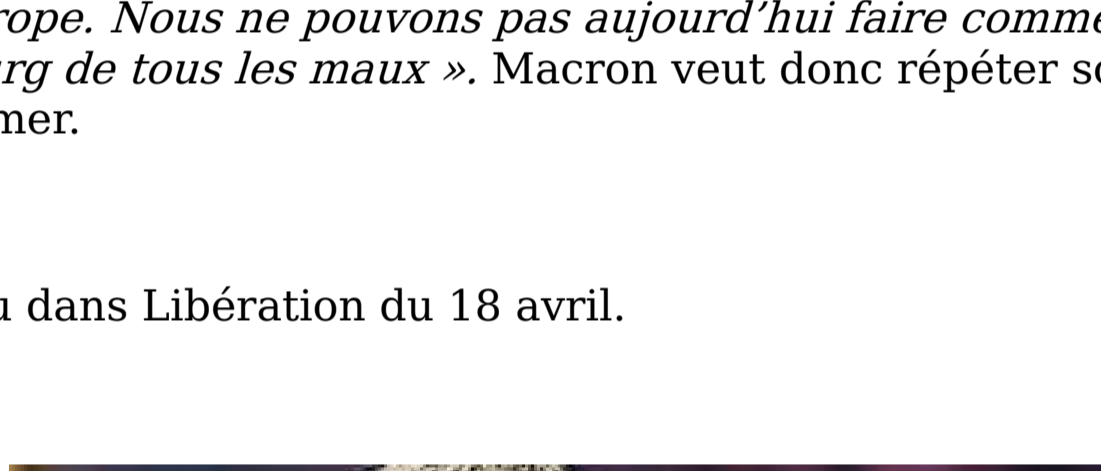 rope. Nous ne pouvons pas aujourd’hui faire comme
rg de tous les maux ». Macron veut donc répéter so
mer.
dans Libération du 18 avril.